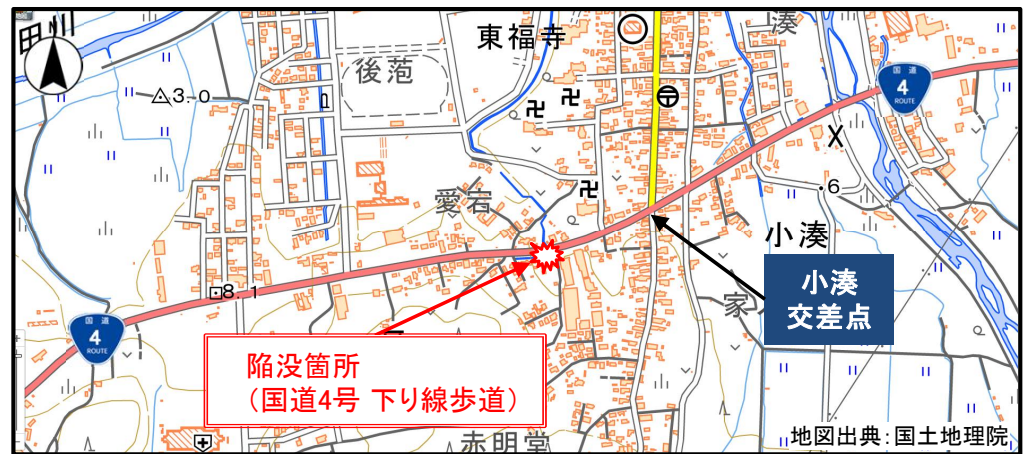 田川
東福寺
湊
後萢
国道
4
ROUTE
3.0
愛宕
6
小湊
小湊
交差点
家
8.1
国道
4
ROUTE
陥没箇所
(国道4号 下り線歩道)
赤明堂
地図出典:国土地理院